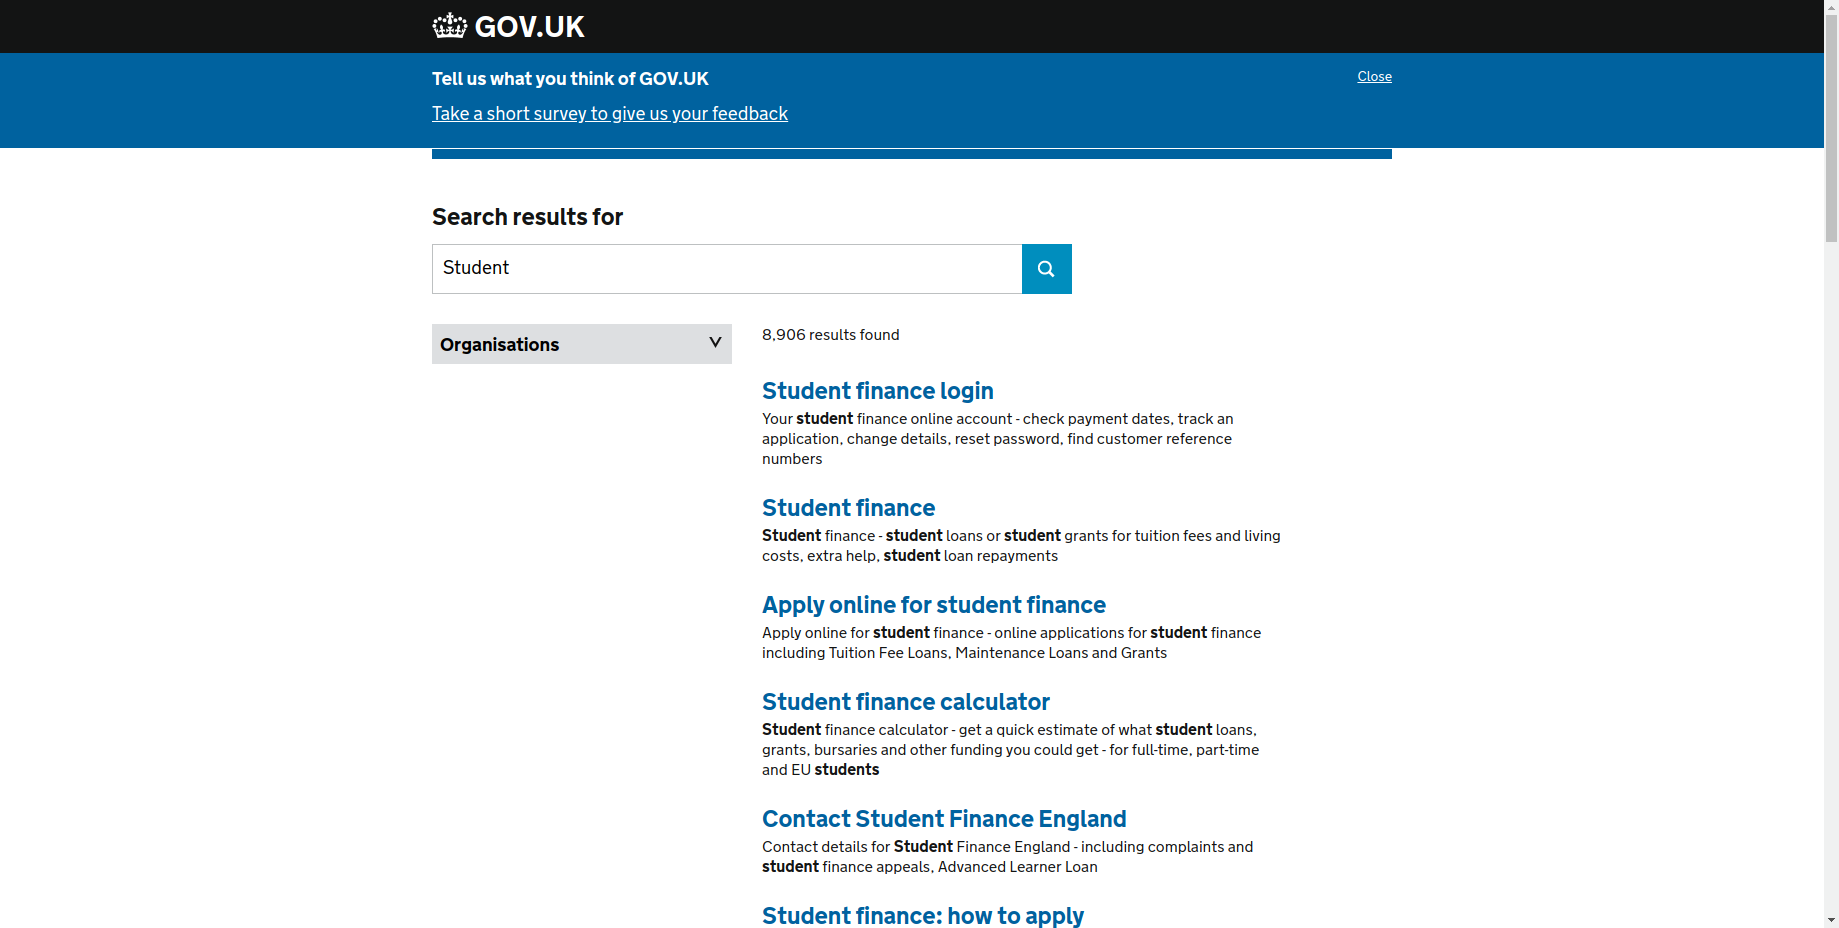 GOV.UK
Tell us what you think of GOV.UK
Close
Take a short survey to give us your feedback
Search results for
Student
Organisations
8,906 results found
Student finance login
Your student finance online account - check payment dates, track an
application, change details, reset password, find customer reference
numbers
Student finance
Student finance - student loans or student grants for tuition fees and living
costs, extra help, student loan repayments
Apply online for student finance
Apply online for student finance - online applications for student finance
including Tuition Fee Loans, Maintenance Loans and Grants
Student finance calculator
Student finance calculator - get a quick estimate of what student loans,
grants, bursaries and other funding you could get - for full-time, part-time
and EU students
Contact Student Finance England
Contact details for Student Finance England - including complaints and
student finance appeals, Advanced Learner Loan
Student finance: how to apply